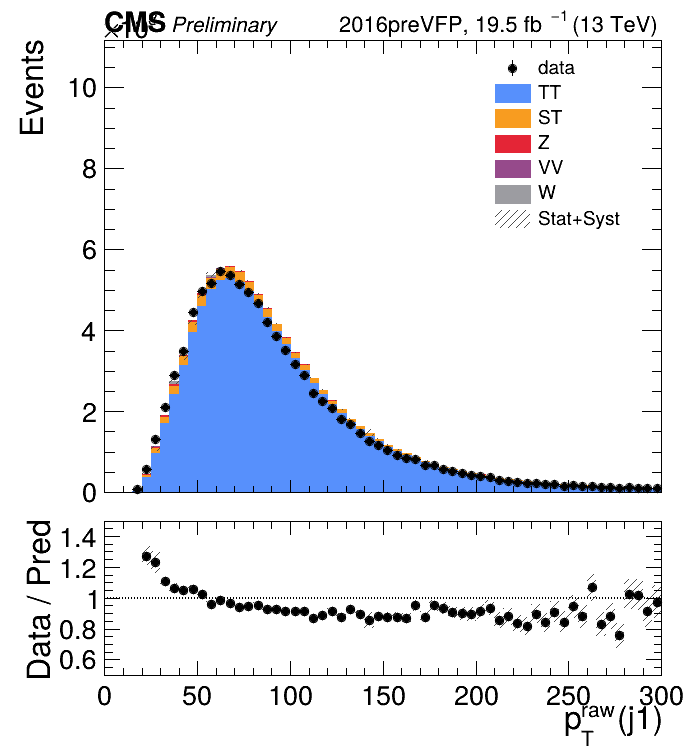 CMS Preliminary 2016preVFP, 19.5 fb ⁻¹ (13 TeV)
Events
10
8
6
4
2
0
data
TT
ST
Z
VV
W
Stat+Syst
Data / Pred
1.4
1.2
1
0.8
0.6
0 50 100 150 200 250 300
p_T^raw(j1)